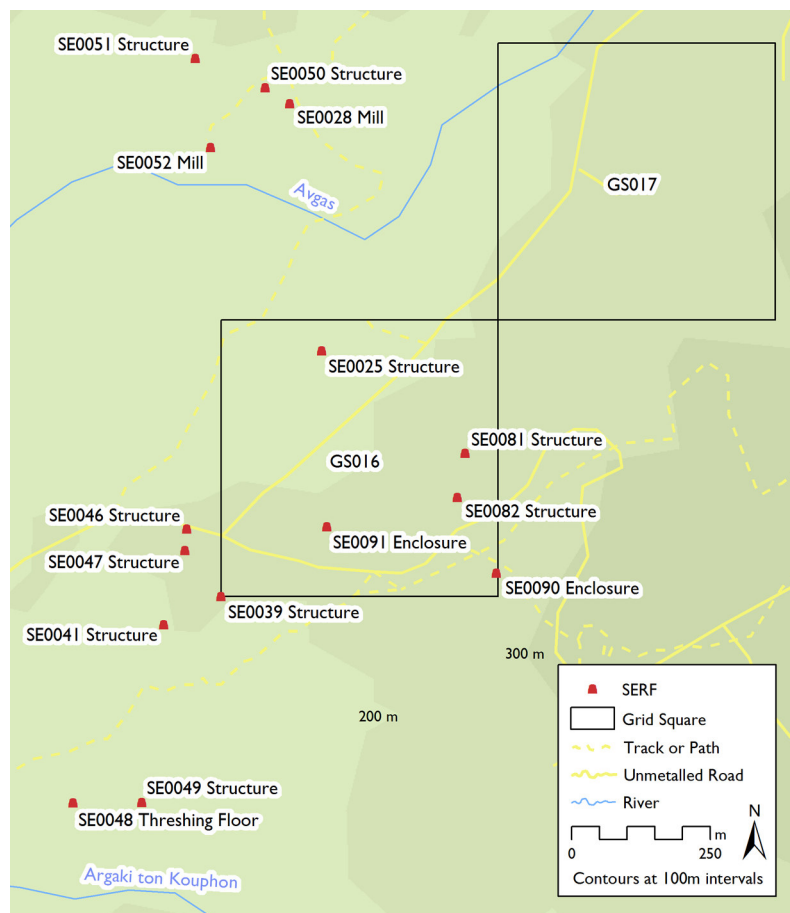 SE0051 Structure
SE0050 Structure
SE0028 Mill
SE0052 Mill
GS017
Avgas
SE0025 Structure
SE0081 Structure
GS016
SE0082 Structure
SE0046 Structure
SE0091 Enclosure
SE0047 Structure
SE0090 Enclosure
SE0039 Structure
SE0041 Structure
300 m
200 m
SERF
Grid Square
Track or Path
Unmetalled Road
River
N
m
0 250
Contours at 100m intervals
SE0049 Structure
SE0048 Threshing Floor
Argaki ton Kouphon